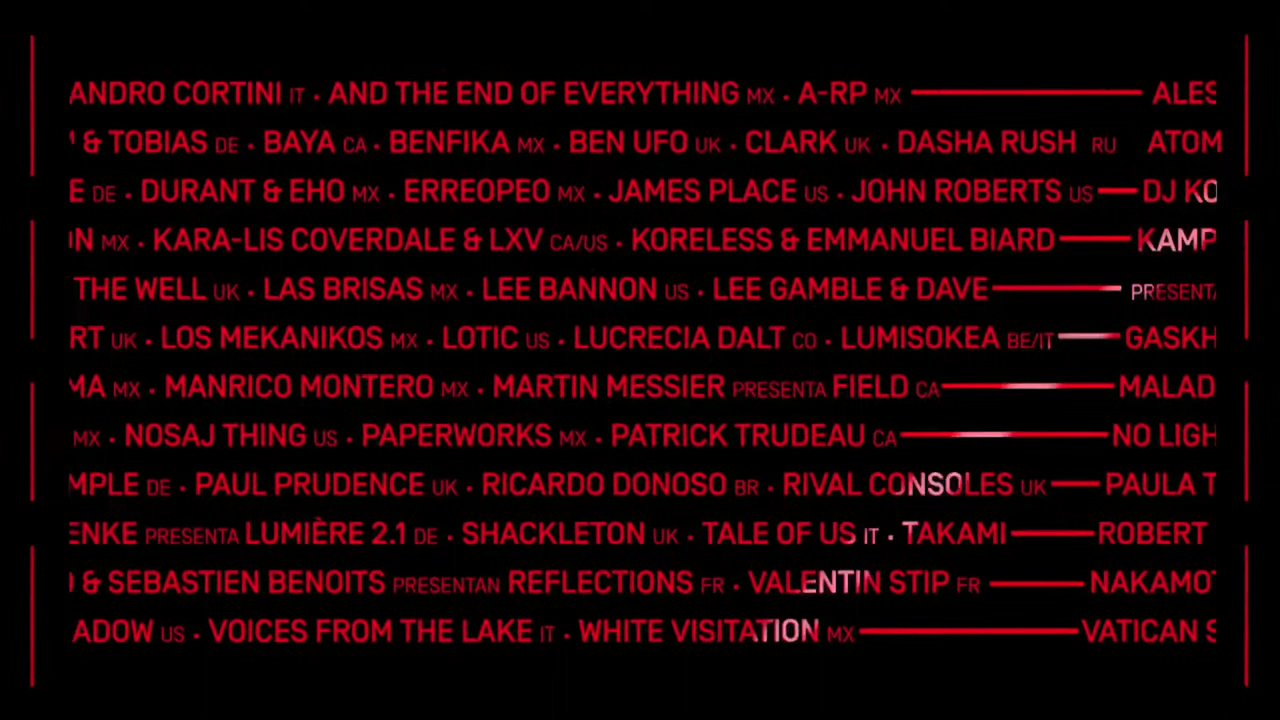 ANDRO CORTINI IT · AND THE END OF EVERYTHING MX · A-RP MX ALES
& TOBIAS DE · BAYA CA · BENFIKA MX · BEN UFO UK · CLARK UK · DASHA RUSH RU ATOM
E DE · DURANT & EHO MX · ERREOPEO MX · JAMES PLACE US · JOHN ROBERTS US DJ KO
IN MX · KARA-LIS COVERDALE & LXV CA/US · KORELESS & EMMANUEL BIARD KAMP
THE WELL UK · LAS BRISAS MX · LEE BANNON US · LEE GAMBLE & DAVE PRESENTA
RT UK · LOS MEKANIKOS MX · LOTIC US · LUCRECIA DALT CO · LUMISOKEA BE/IT GASKH
MA MX · MANRICO MONTERO MX · MARTIN MESSIER PRESENTA FIELD CA MALAD
MX · NOSAJ THING US · PAPERWORKS MX · PATRICK TRUDEAU CA NO LIGH
MPLE DE · PAUL PRUDENCE UK · RICARDO DONOSO BR · RIVAL CONSOLES UK PAULA T
ENKE PRESENTA LUMIÈRE 2.1 DE · SHACKLETON UK · TALE OF US IT · TAKAMI ROBERT
& SEBASTIEN BENOITS PRESENTAN REFLECTIONS FR · VALENTIN STIP FR NAKAMOT
ADOW US · VOICES FROM THE LAKE IT · WHITE VISITATION MX VATICAN S